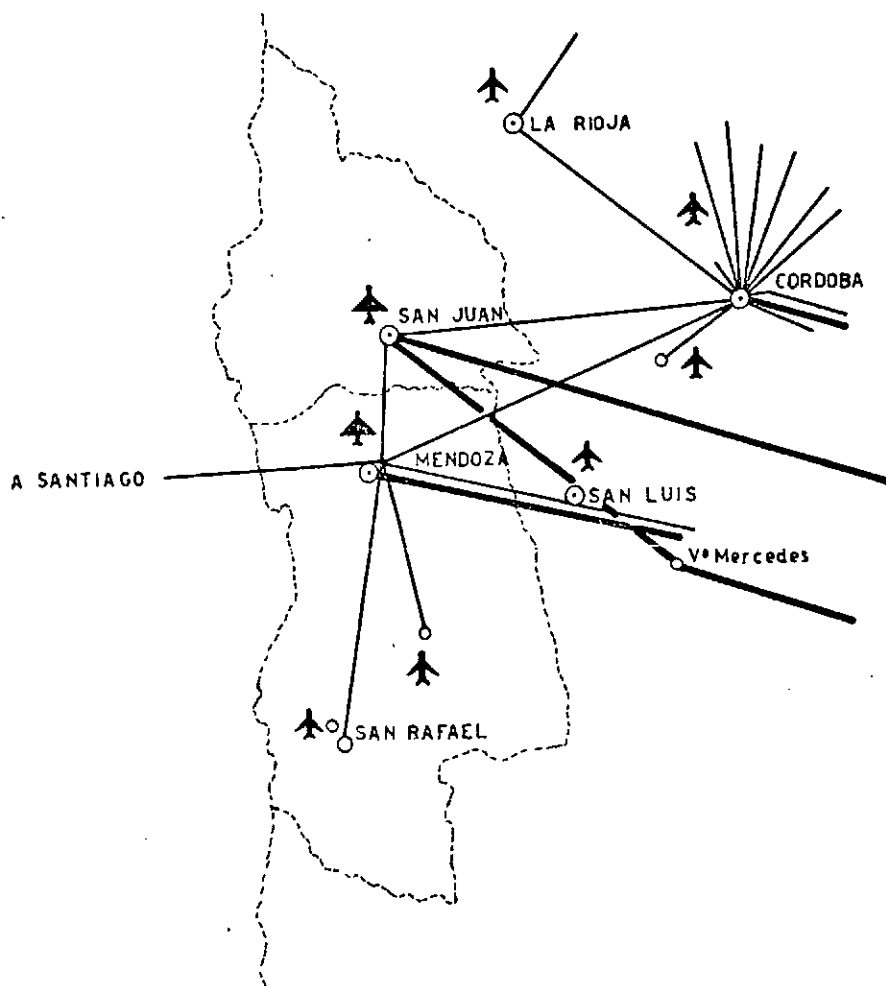 LA RIOJA
CORDOBA
SAN JUAN
MENDOZA
A SANTIAGO
SAN LUIS
Vª Mercedes
SAN RAFAEL